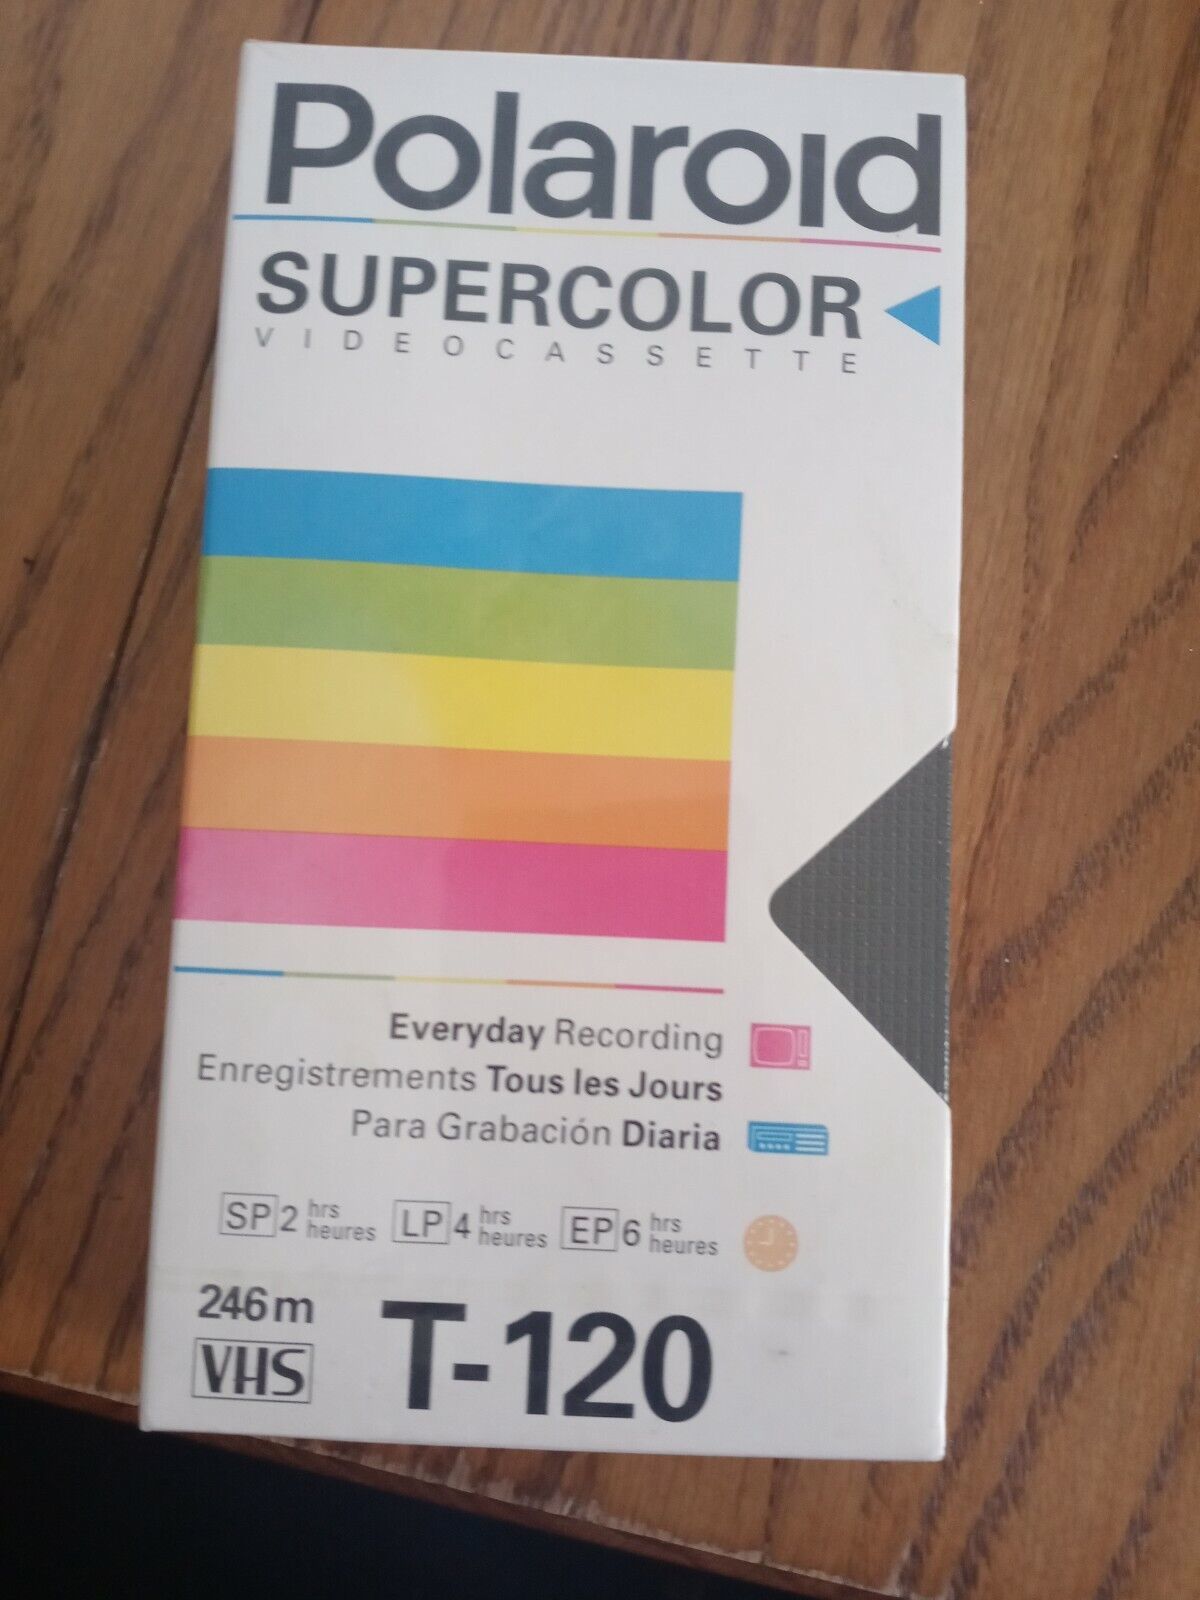 Polaroid
SUPERCOLOR
VIDEOCASSETTE
Everyday Recording
Enregistrements Tous les Jours
Para Grabación Diaria
SP 2 hrs heures LP 4 hrs heures EP 6 hrs heures
246m
VHS T-120